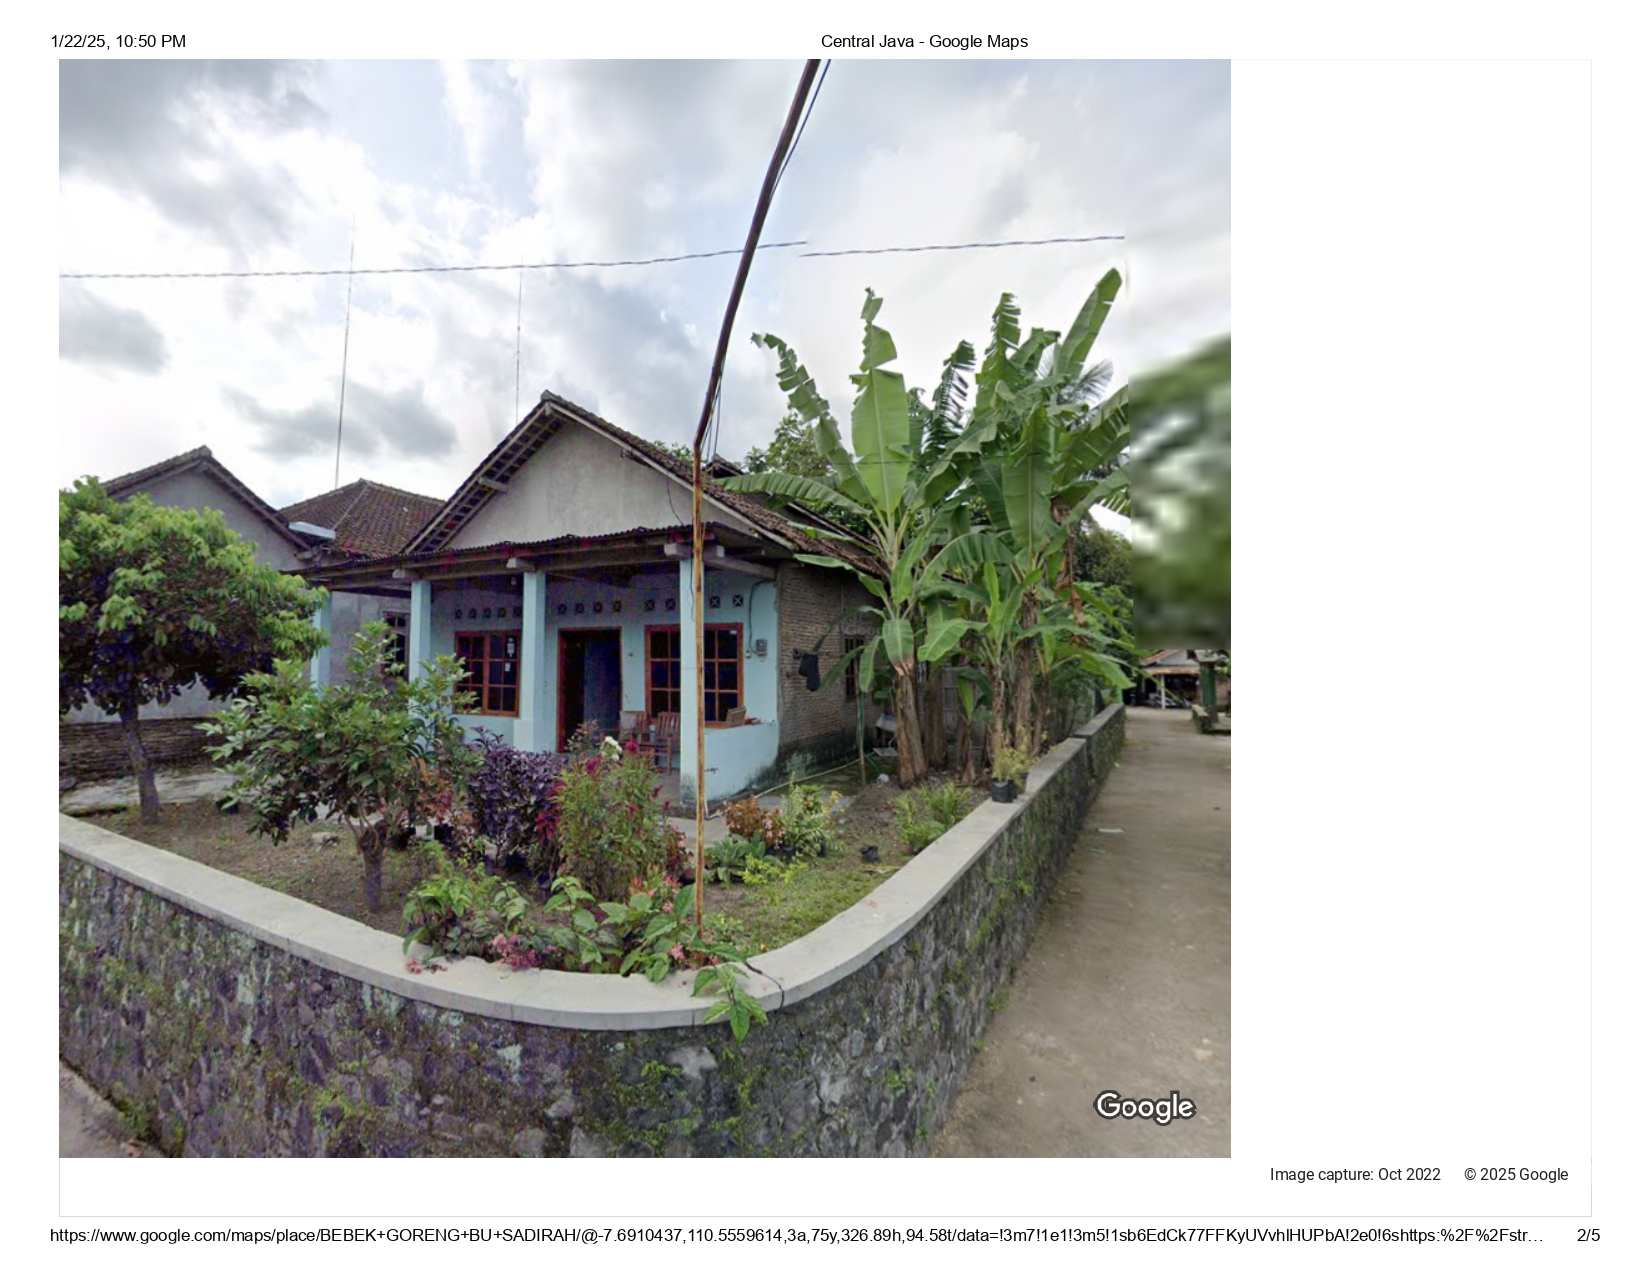 1/22/25, 10:50 PM
Central Java - Google Maps
Google
Image capture: Oct 2022
© 2025 Google
https://www.google.com/maps/place/BEBEK+GORENG+BU+SADIRAH/@-7.6910437,110.5559614,3a,75y,326.89h,94.58t/data=!3m7!1e1!3m5!1sb6EdCk77FFKyUVvhlHUPbA!2e0!6shttps:%2F%2Fstr…
2/5